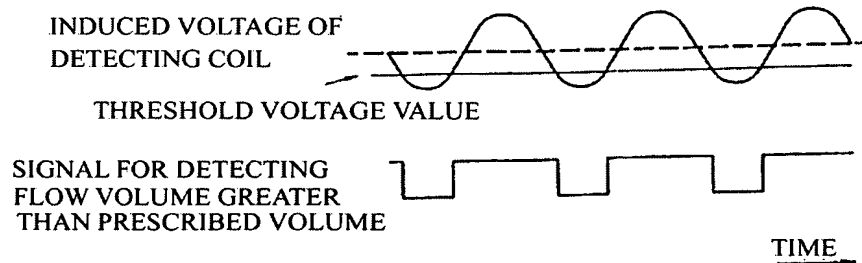 INDUCED VOLTAGE OF
DETECTING COIL
THRESHOLD VOLTAGE VALUE
SIGNAL FOR DETECTING
FLOW VOLUME GREATER
THAN PRESCRIBED VOLUME
TIME